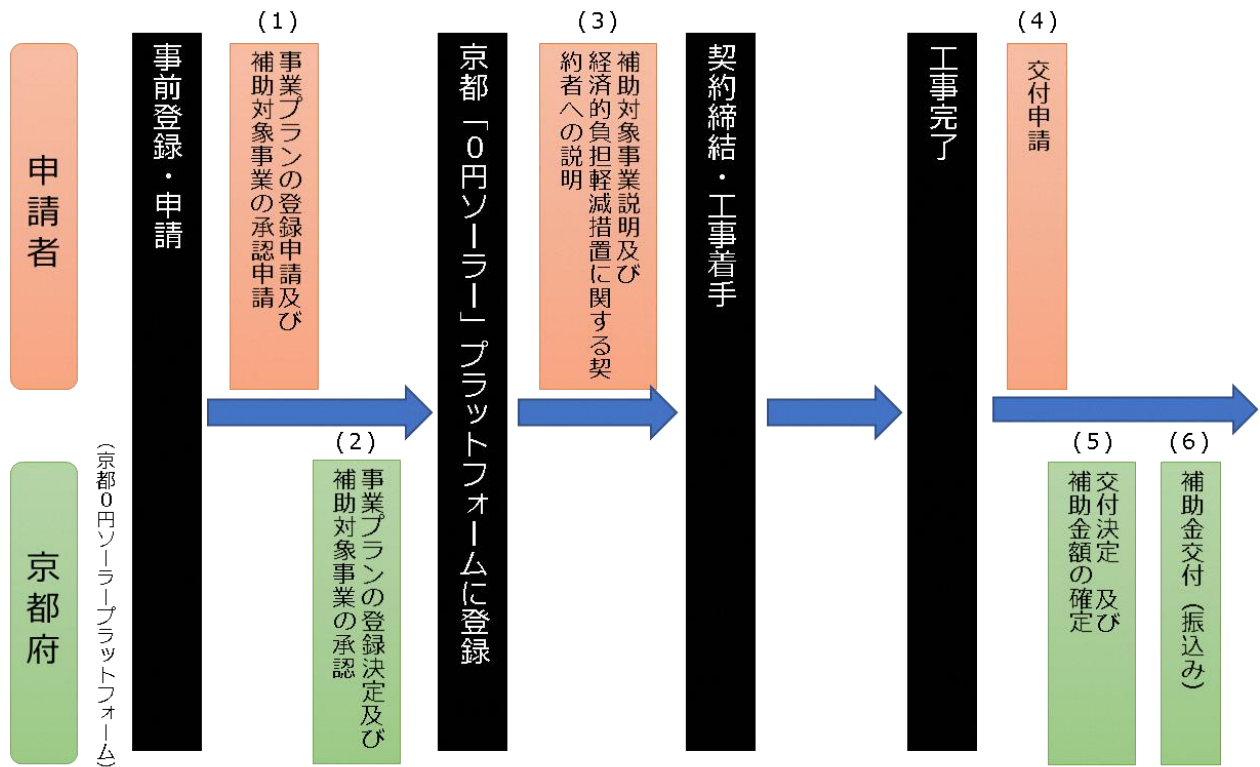 申請者
京都府
(京都0円ソーラープラットフォーム)
事前登録・申請
(1)
事業プランの登録申請及び
補助対象事業の承認申請
(2)
事業プランの登録決定及び
補助対象事業の承認
京都「0円ソーラー」プラットフォームに登録
(3)
補助対象事業説明及び
経済的負担軽減措置に関する契
約者への説明
契約締結・工事着手
工事完了
(4)
交付申請
(5)
交付決定 及び
補助金額の確定
(6)
補助金交付(振込み)